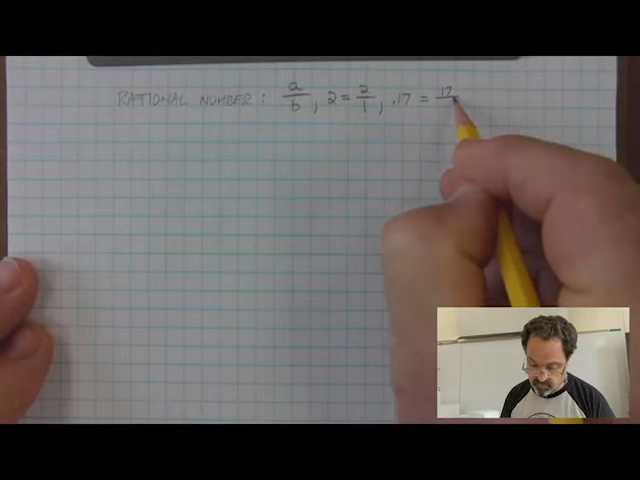 RATIONAL NUMBER : a/b , 2 = 2/1 , .17 = 17/